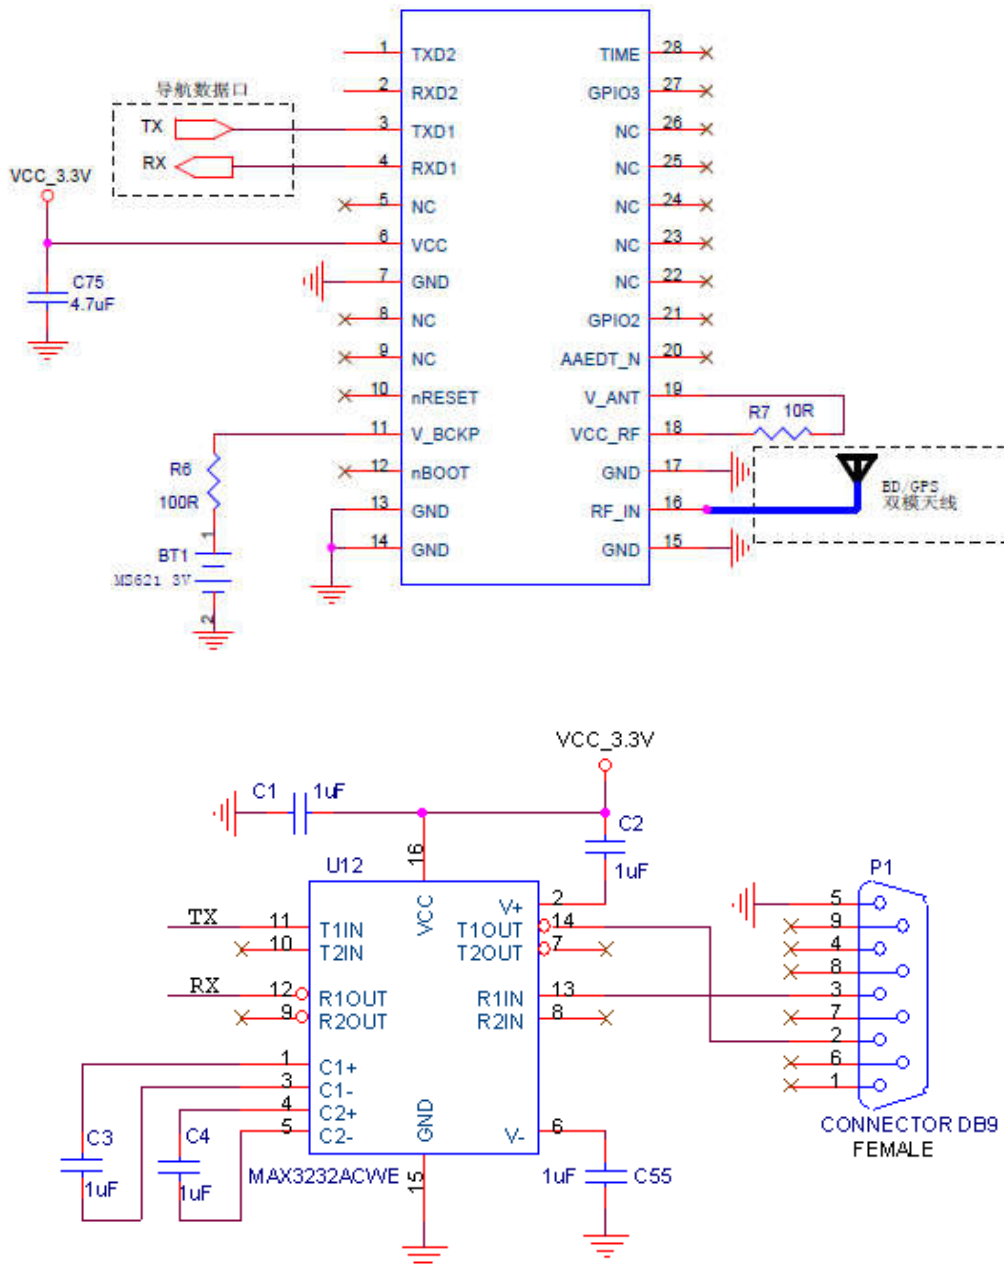 1 TXD2 TIME 28
2 RXD2 GPIO3 27
导航数据口
TX 3 TXD1 NC 26
RX 4 RXD1 NC 25
VCC_3.3V
5 NC NC 24
6 VCC NC 23
C75
4.7uF
7 GND NC 22
8 NC GPIO2 21
9 NC AAEDT_N 20
10 nRESET V_ANT 19
R7 10R
11 V_BCKP VCC_RF 18
R6
100R
12 nBOOT GND 17
BD/GPS
双模天线
13 GND RF_IN 16
14 GND GND 15
1
BT1
MS621 3V
2
VCC_3.3V
C1 1uF
C2
1uF
16
U12
P1
VCC
V+ 2
5
TX 11 T1IN T1OUT 14
9
10 T2IN T2OUT 7
4
8
RX 12 R1OUT R1IN 13
3
9 R2OUT R2IN 8
7
2
1 C1+
6
3 C1-
1
4 C2+
5 C2-
GND
V- 6
CONNECTOR DB9
FEMALE
C3
1uF
C4
1uF
MAX3232ACWE
15
1uF C55